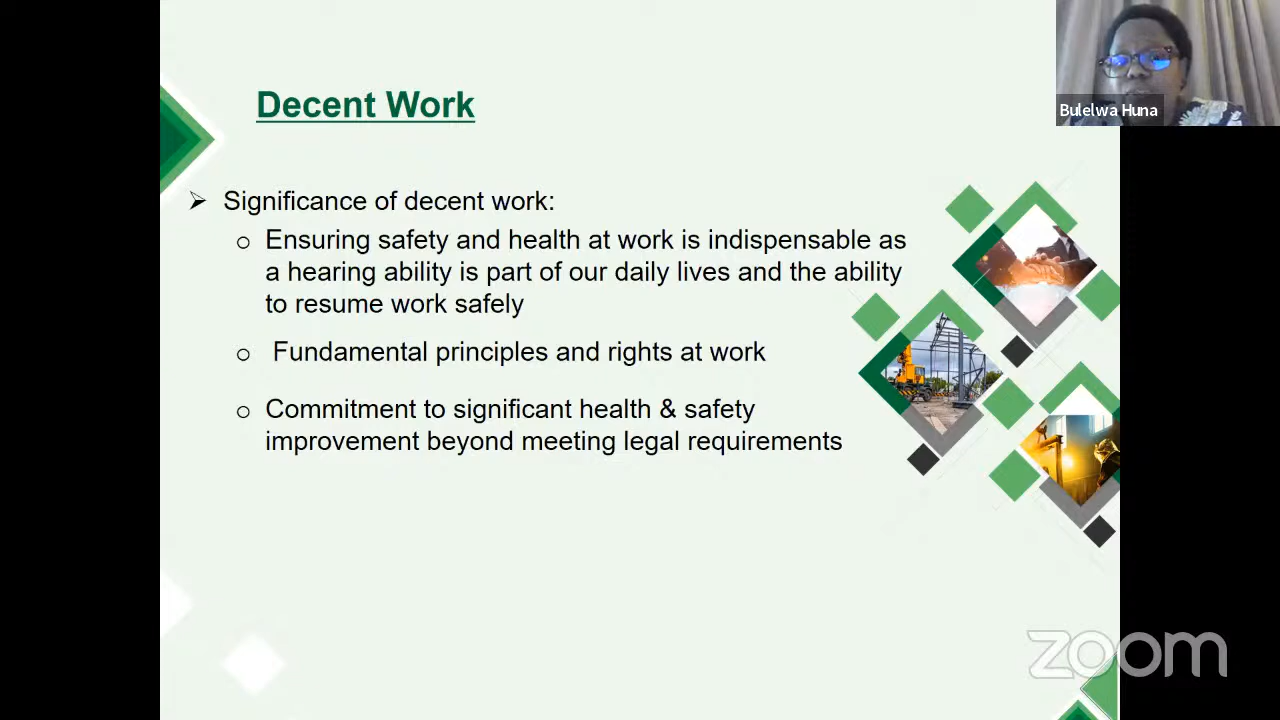 Decent Work
Bulelwa Huna
➢ Significance of decent work:
o Ensuring safety and health at work is indispensable as
a hearing ability is part of our daily lives and the ability
to resume work safely
o Fundamental principles and rights at work
o Commitment to significant health & safety
improvement beyond meeting legal requirements
zoom